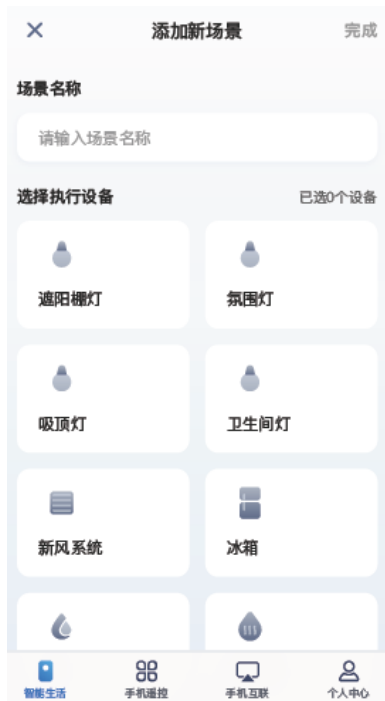 添加新场景 完成
场景名称
请输入场景名称
选择执行设备 已选0个设备
遮阳棚灯 氛围灯
吸顶灯 卫生间灯
新风系统 冰箱
智能生活 手机遥控 手机互联 个人中心